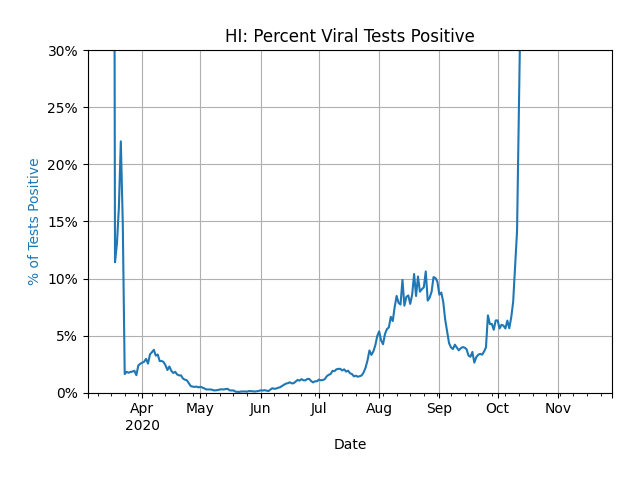 HI: Percent Viral Tests Positive
30%
25%
20%
15%
10%
5%
0%
% of Tests Positive
Apr May Jun Jul Aug Sep Oct Nov
2020
Date